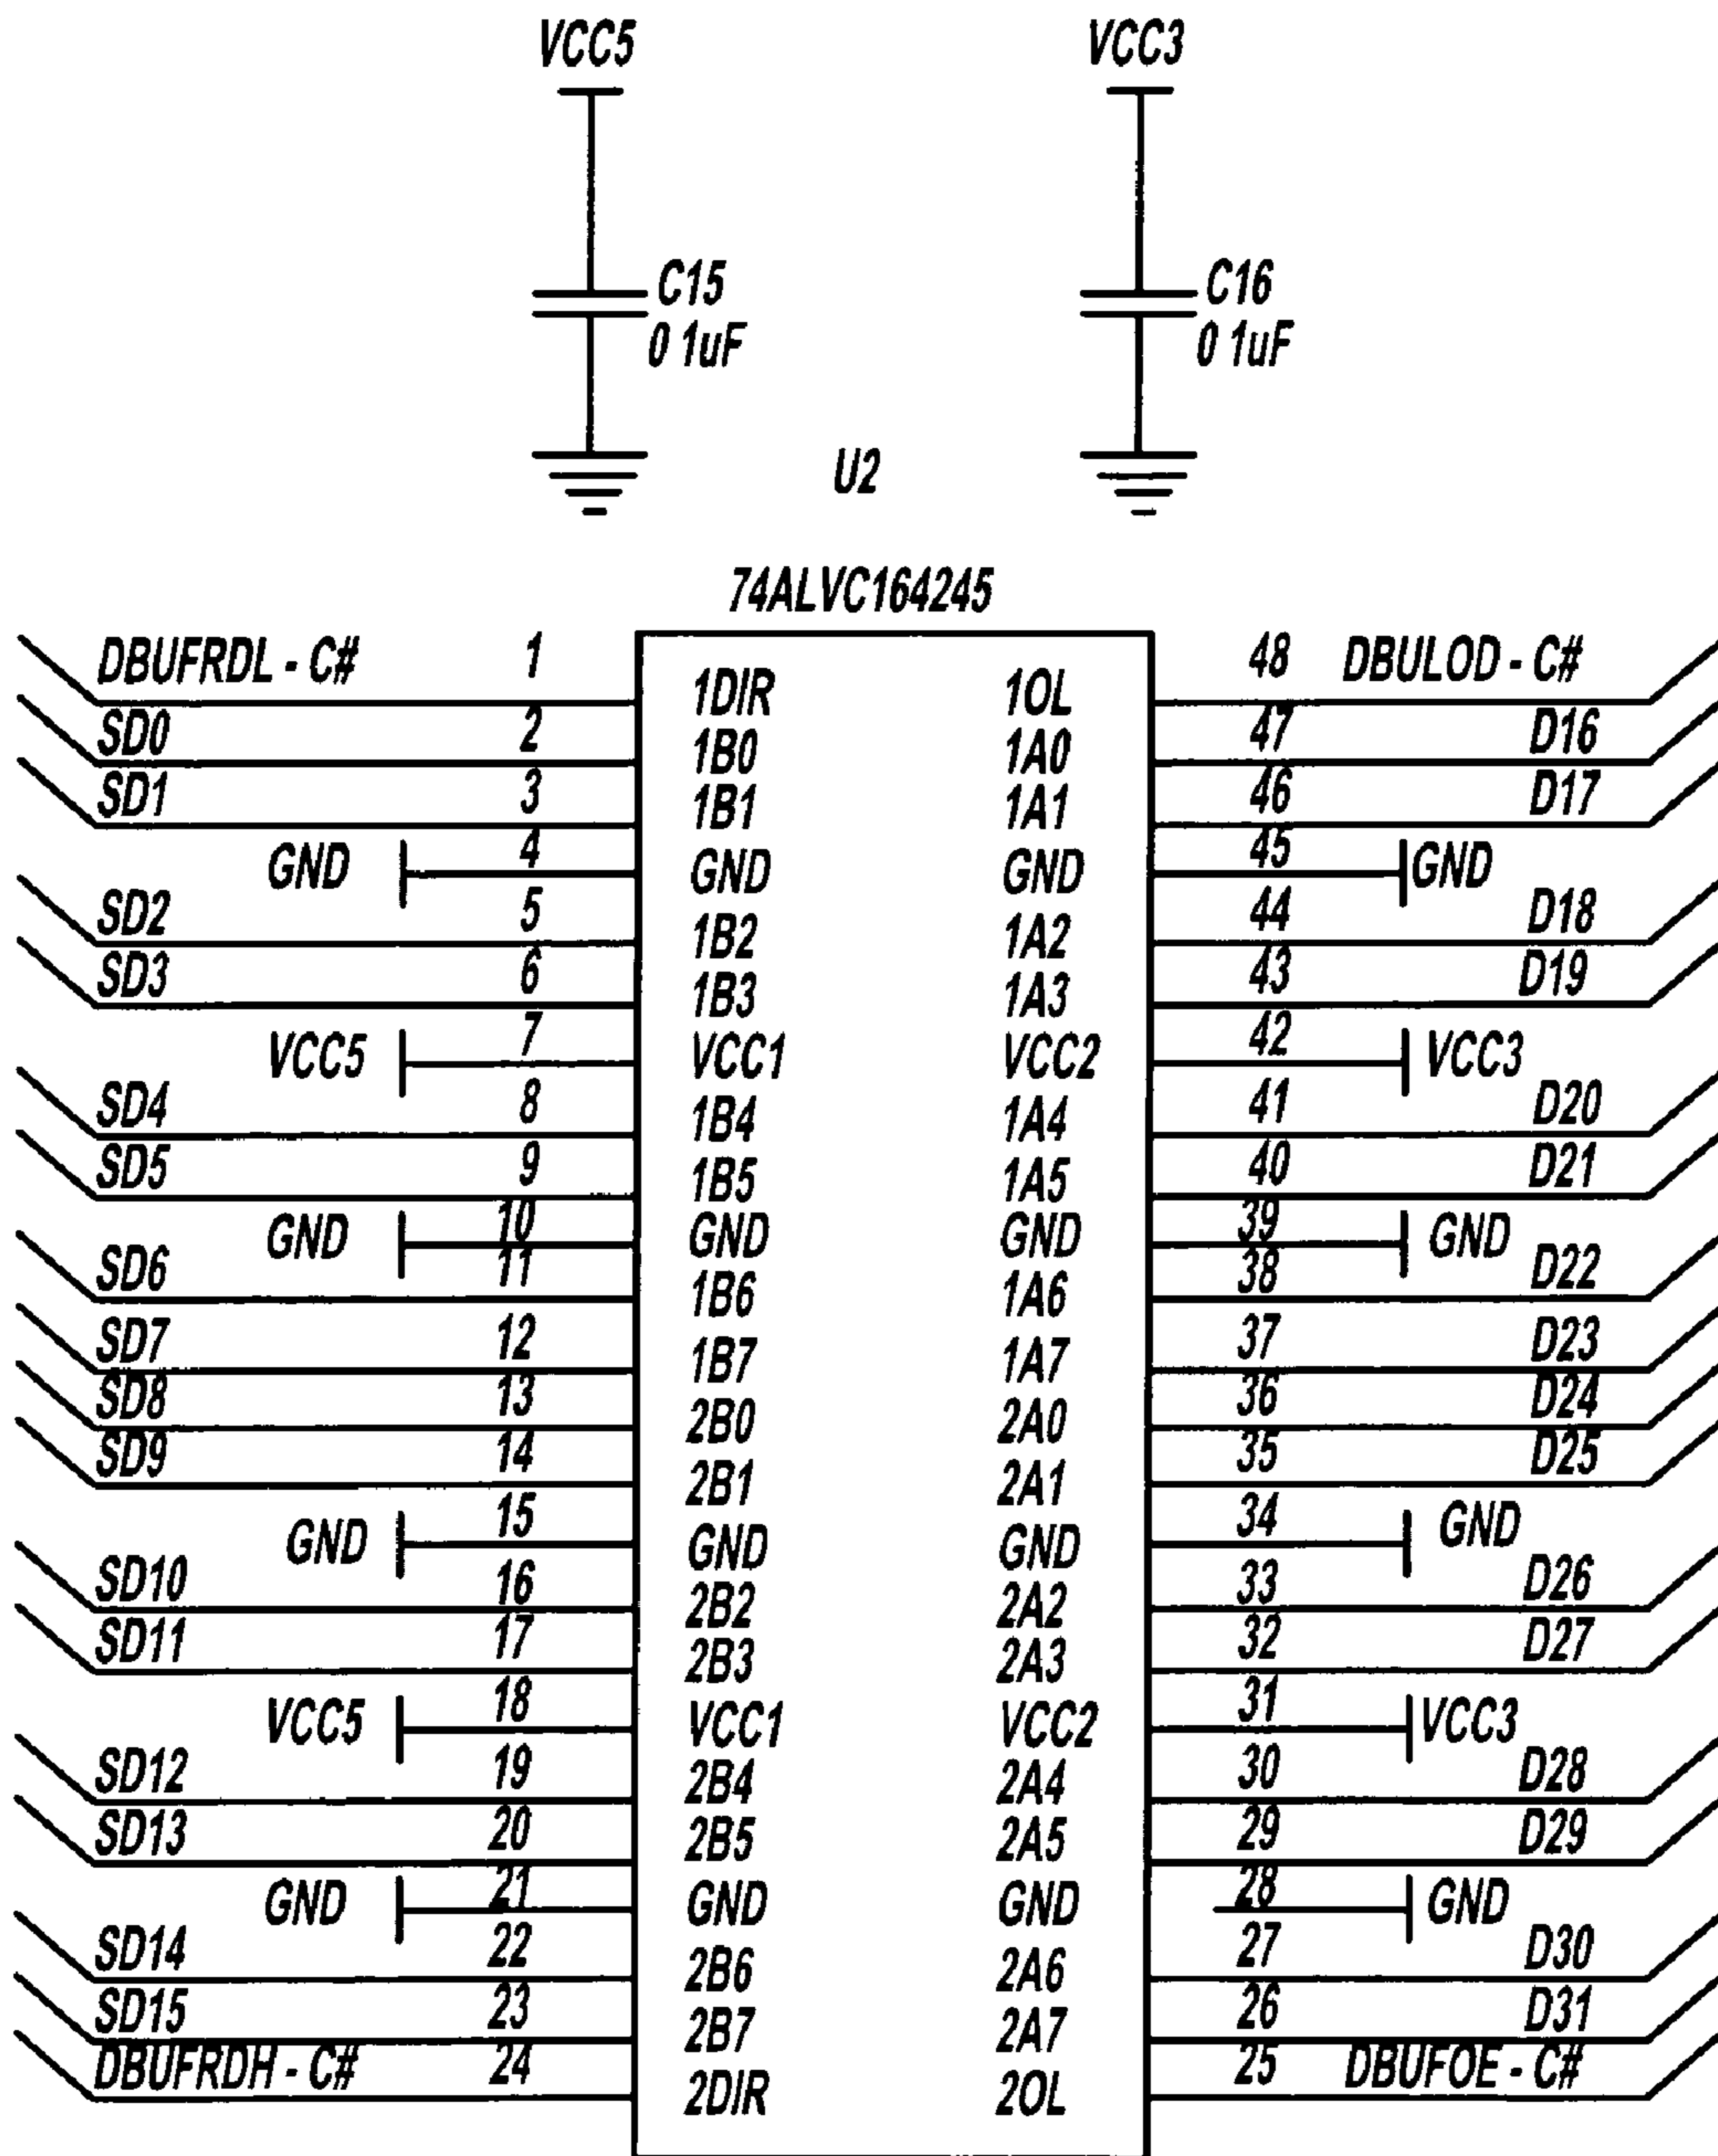 VCC5 VCC3
C15 C16
0 1uF 0 1uF
U2
74ALVC164245
DBUFRDL - C# 1 1DIR 1OL 48 DBULOD - C#
SD0 2 1B0 1A0 47 D16
SD1 3 1B1 1A1 46 D17
GND 4 GND GND 45 GND
SD2 5 1B2 1A2 44 D18
SD3 6 1B3 1A3 43 D19
VCC5 7 VCC1 VCC2 42 VCC3
SD4 8 1B4 1A4 41 D20
SD5 9 1B5 1A5 40 D21
GND 10 GND GND 39 GND
SD6 11 1B6 1A6 38 D22
SD7 12 1B7 1A7 37 D23
SD8 13 2B0 2A0 36 D24
SD9 14 2B1 2A1 35 D25
GND 15 GND GND 34 GND
SD10 16 2B2 2A2 33 D26
SD11 17 2B3 2A3 32 D27
VCC5 18 VCC1 VCC2 31 VCC3
SD12 19 2B4 2A4 30 D28
SD13 20 2B5 2A5 29 D29
GND 21 GND GND 28 GND
SD14 22 2B6 2A6 27 D30
SD15 23 2B7 2A7 26 D31
DBUFRDH - C# 24 2DIR 2OL 25 DBUFOE - C#